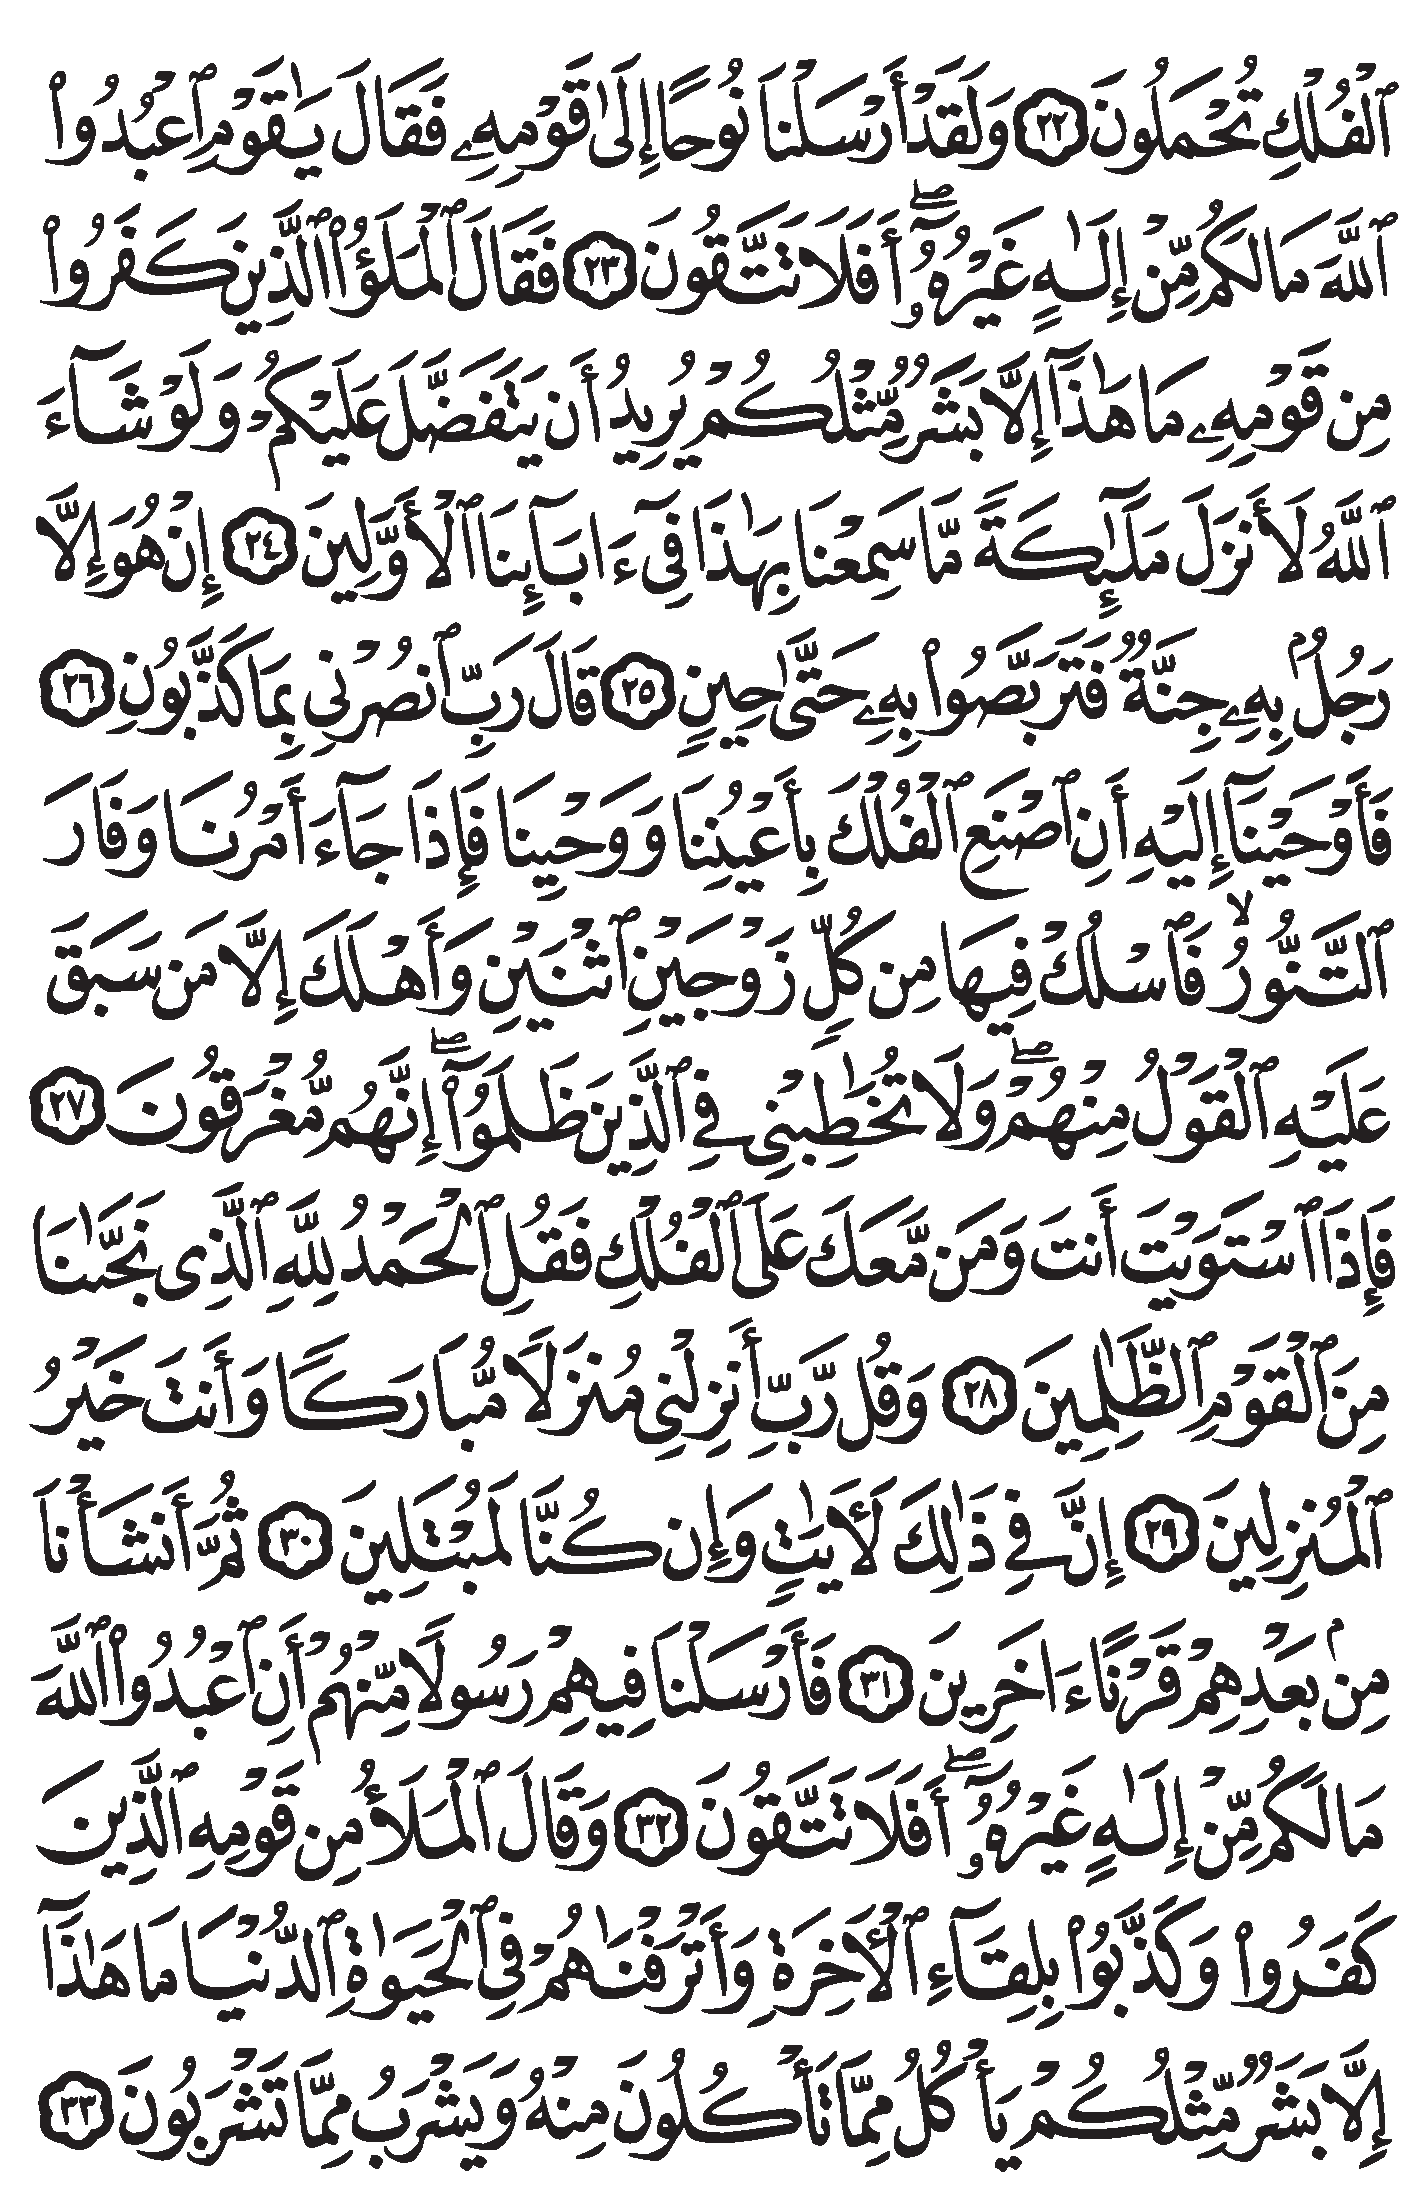 ٱلْفُلْكِ تُحْمَلُونَ ٢٢ وَلَقَدْ أَرْسَلْنَا نُوحًا إِلَىٰ قَوْمِهِۦ فَقَالَ يَـٰقَوْمِ ٱعْبُدُوا۟
ٱللَّهَ مَا لَكُم مِّنْ إِلَـٰهٍ غَيْرُهُۥٓ ۖ أَفَلَا تَتَّقُونَ ٢٣ فَقَالَ ٱلْمَلَؤُا۟ ٱلَّذِينَ كَفَرُوا۟
مِن قَوْمِهِۦ مَا هَـٰذَآ إِلَّا بَشَرٌ مِّثْلُكُمْ يُرِيدُ أَن يَتَفَضَّلَ عَلَيْكُمْ وَلَوْ شَآءَ
ٱللَّهُ لَأَنزَلَ مَلَـٰٓئِكَةً مَّا سَمِعْنَا بِهَـٰذَا فِىٓ ءَابَآئِنَا ٱلْأَوَّلِينَ ٢٤ إِنْ هُوَ إِلَّا
رَجُلٌۢ بِهِۦ جِنَّةٌ فَتَرَبَّصُوا۟ بِهِۦ حَتَّىٰ حِينٍ ٢٥ قَالَ رَبِّ ٱنصُرْنِى بِمَا كَذَّبُونِ ٢٦
فَأَوْحَيْنَآ إِلَيْهِ أَنِ ٱصْنَعِ ٱلْفُلْكَ بِأَعْيُنِنَا وَوَحْيِنَا فَإِذَا جَآءَ أَمْرُنَا وَفَارَ
ٱلتَّنُّورُ ۙ فَٱسْلُكْ فِيهَا مِن كُلٍّ زَوْجَيْنِ ٱثْنَيْنِ وَأَهْلَكَ إِلَّا مَن سَبَقَ
عَلَيْهِ ٱلْقَوْلُ مِنْهُمْ ۖ وَلَا تُخَـٰطِبْنِى فِى ٱلَّذِينَ ظَلَمُوٓا۟ ۖ إِنَّهُم مُّغْرَقُونَ ٢٧
فَإِذَا ٱسْتَوَيْتَ أَنتَ وَمَن مَّعَكَ عَلَى ٱلْفُلْكِ فَقُلِ ٱلْحَمْدُ لِلَّهِ ٱلَّذِى نَجَّىٰنَا
مِنَ ٱلْقَوْمِ ٱلظَّـٰلِمِينَ ٢٨ وَقُل رَّبِّ أَنزِلْنِى مُنزَلًا مُّبَارَكًا وَأَنتَ خَيْرُ
ٱلْمُنزِلِينَ ٢٩ إِنَّ فِى ذَٰلِكَ لَـَٔايَـٰتٍ وَإِن كُنَّا لَمُبْتَلِينَ ٣٠ ثُمَّ أَنشَأْنَا
مِنۢ بَعْدِهِمْ قَرْنًا ءَاخَرِينَ ٣١ فَأَرْسَلْنَا فِيهِمْ رَسُولًا مِّنْهُمْ أَنِ ٱعْبُدُوا۟ ٱللَّهَ
مَا لَكُم مِّنْ إِلَـٰهٍ غَيْرُهُۥٓ ۖ أَفَلَا تَتَّقُونَ ٣٢ وَقَالَ ٱلْمَلَأُ مِن قَوْمِهِ ٱلَّذِينَ
كَفَرُوا۟ وَكَذَّبُوا۟ بِلِقَآءِ ٱلْـَٔاخِرَةِ وَأَتْرَفْنَـٰهُمْ فِى ٱلْحَيَوٰةِ ٱلدُّنْيَا مَا هَـٰذَآ
إِلَّا بَشَرٌ مِّثْلُكُمْ يَأْكُلُ مِمَّا تَأْكُلُونَ مِنْهُ وَيَشْرَبُ مِمَّا تَشْرَبُونَ ٣٣